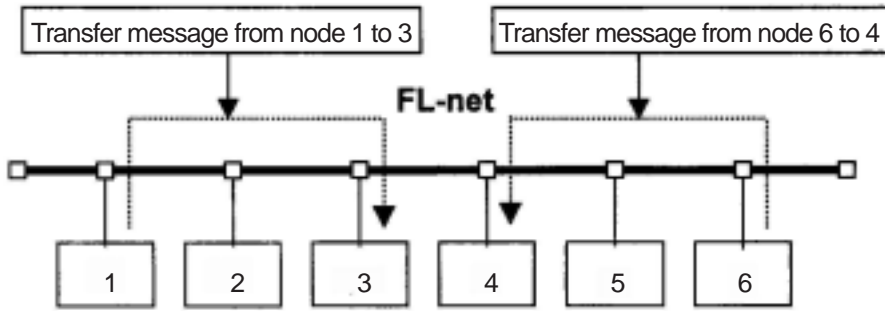 Transfer message from node 1 to 3
Transfer message from node 6 to 4
FL-net
1
2
3
4
5
6